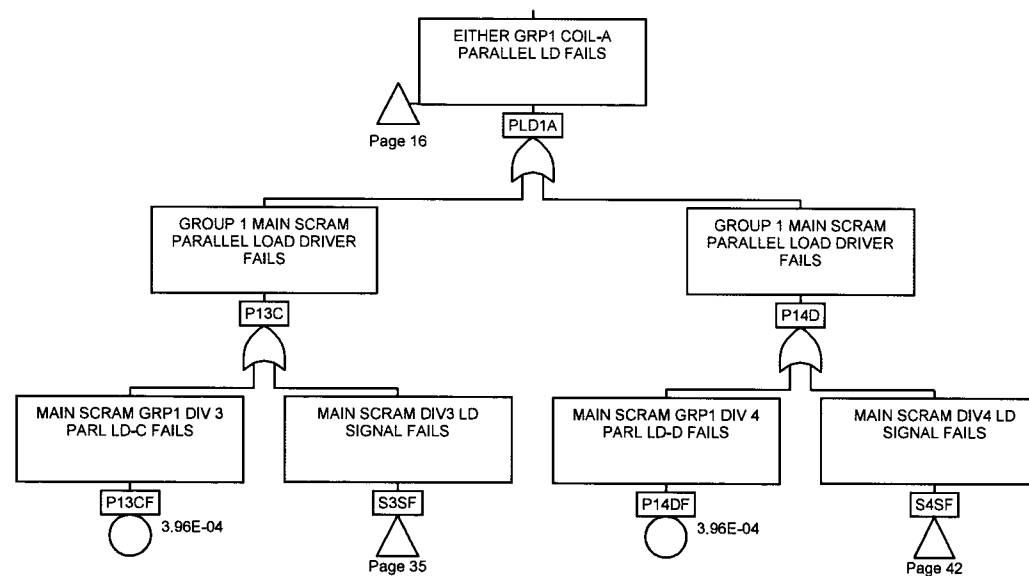 EITHER GRP1 COIL-A
PARALLEL LD FAILS
Page 16
PLD1A
GROUP 1 MAIN SCRAM
PARALLEL LOAD DRIVER
FAILS
GROUP 1 MAIN SCRAM
PARALLEL LOAD DRIVER
FAILS
P13C
P14D
MAIN SCRAM GRP1 DIV 3
PARL LD-C FAILS
MAIN SCRAM DIV3 LD
SIGNAL FAILS
MAIN SCRAM GRP1 DIV 4
PARL LD-D FAILS
MAIN SCRAM DIV4 LD
SIGNAL FAILS
P13CF
3.96E-04
S3SF
Page 35
P14DF
3.96E-04
S4SF
Page 42